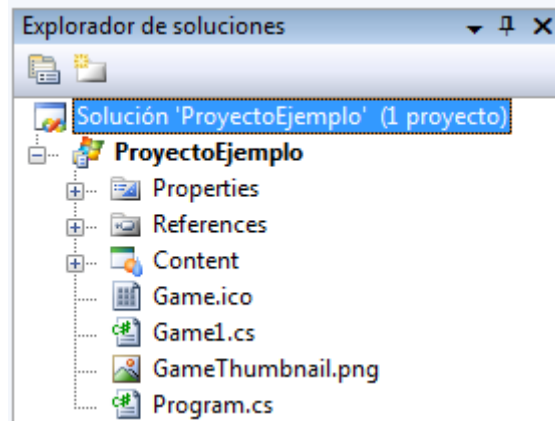 Explorador de soluciones
Solución 'ProyectoEjemplo' (1 proyecto)
ProyectoEjemplo
Properties
References
Content
Game.ico
Game1.cs
GameThumbnail.png
Program.cs